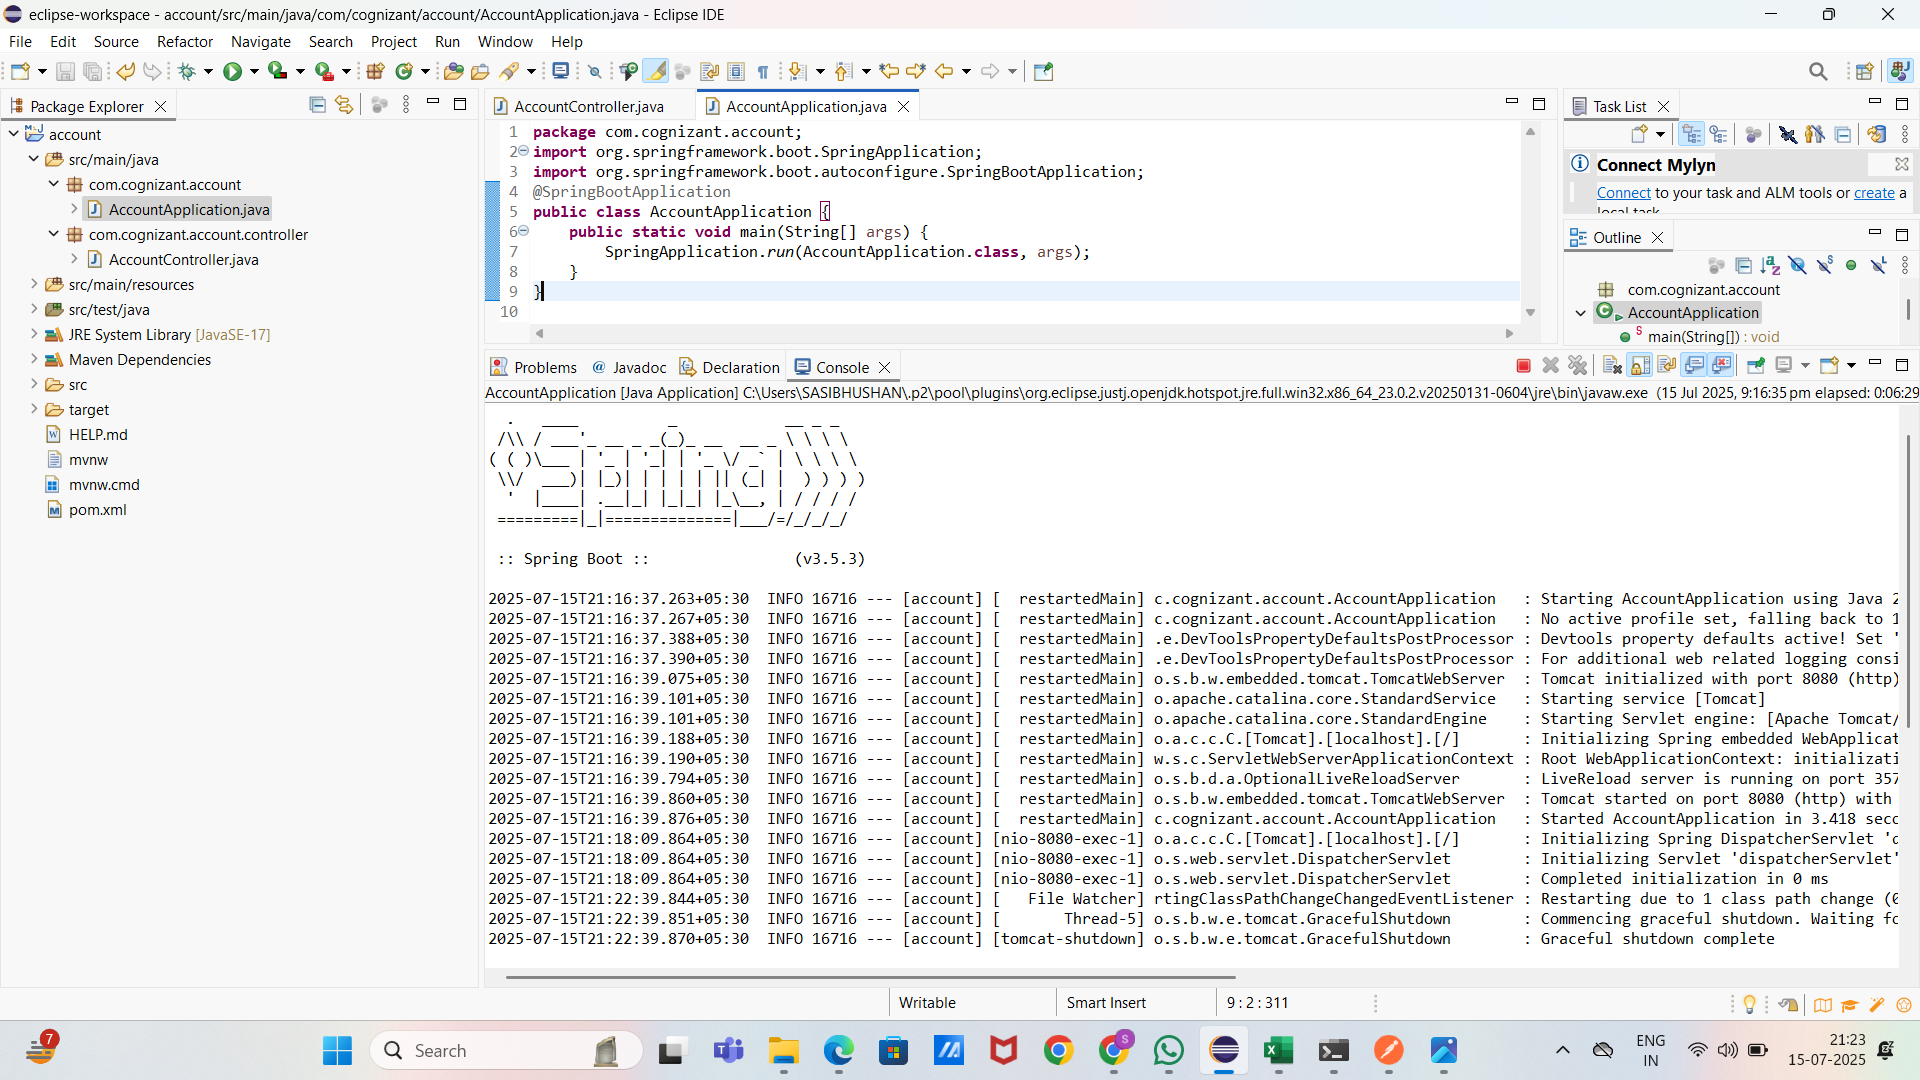 eclipse-workspace - account/src/main/java/com/cognizant/account/AccountApplication.java - Eclipse IDE
File Edit Source Refactor Navigate Search Project Run Window Help
Package Explorer
account
src/main/java
com.cognizant.account
AccountApplication.java
com.cognizant.account.controller
AccountController.java
src/main/resources
src/test/java
JRE System Library [JavaSE-17]
Maven Dependencies
src
target
HELP.md
mvnw
mvnw.cmd
pom.xml
AccountController.java AccountApplication.java
1 package com.cognizant.account;
2 import org.springframework.boot.SpringApplication;
3 import org.springframework.boot.autoconfigure.SpringBootApplication;
4 @SpringBootApplication
5 public class AccountApplication {
6 public static void main(String[] args) {
7 SpringApplication.run(AccountApplication.class, args);
8 }
9 }
10
Task List
Connect Mylyn
Connect to your task and ALM tools or create a
local task
Outline
com.cognizant.account
AccountApplication
main(String[]) : void
Problems Javadoc Declaration Console
AccountApplication [Java Application] C:\Users\SASIBHUSHAN\.p2\pool\plugins\org.eclipse.justj.openjdk.hotspot.jre.full.win32.x86_64_23.0.2.v20250131-0604\jre\bin\javaw.exe (15 Jul 2025, 9:16:35 pm elapsed: 0:06:29
Spring
:: Spring Boot :: (v3.5.3)
2025-07-15T21:16:37.263+05:30 INFO 16716 --- [account] [ restartedMain] c.cognizant.account.AccountApplication : Starting AccountApplication using Java 2
2025-07-15T21:16:37.267+05:30 INFO 16716 --- [account] [ restartedMain] c.cognizant.account.AccountApplication : No active profile set, falling back to 1
2025-07-15T21:16:37.388+05:30 INFO 16716 --- [account] [ restartedMain] .e.DevToolsPropertyDefaultsPostProcessor : Devtools property defaults active! Set '
2025-07-15T21:16:37.390+05:30 INFO 16716 --- [account] [ restartedMain] .e.DevToolsPropertyDefaultsPostProcessor : For additional web related logging consi
2025-07-15T21:16:39.075+05:30 INFO 16716 --- [account] [ restartedMain] o.s.b.w.embedded.tomcat.TomcatWebServer : Tomcat initialized with port 8080 (http)
2025-07-15T21:16:39.101+05:30 INFO 16716 --- [account] [ restartedMain] o.apache.catalina.core.StandardService : Starting service [Tomcat]
2025-07-15T21:16:39.101+05:30 INFO 16716 --- [account] [ restartedMain] o.apache.catalina.core.StandardEngine : Starting Servlet engine: [Apache Tomcat/
2025-07-15T21:16:39.188+05:30 INFO 16716 --- [account] [ restartedMain] o.a.c.c.C.[Tomcat].[localhost].[/] : Initializing Spring embedded WebApplicat
2025-07-15T21:16:39.190+05:30 INFO 16716 --- [account] [ restartedMain] w.s.c.ServletWebServerApplicationContext : Root WebApplicationContext: initializati
2025-07-15T21:16:39.794+05:30 INFO 16716 --- [account] [ restartedMain] o.s.b.d.a.OptionalLiveReloadServer : LiveReload server is running on port 357
2025-07-15T21:16:39.860+05:30 INFO 16716 --- [account] [ restartedMain] o.s.b.w.embedded.tomcat.TomcatWebServer : Tomcat started on port 8080 (http) with
2025-07-15T21:16:39.876+05:30 INFO 16716 --- [account] [ restartedMain] c.cognizant.account.AccountApplication : Started AccountApplication in 3.418 seco
2025-07-15T21:18:09.864+05:30 INFO 16716 --- [account] [nio-8080-exec-1] o.a.c.c.C.[Tomcat].[localhost].[/] : Initializing Spring DispatcherServlet 'd
2025-07-15T21:18:09.864+05:30 INFO 16716 --- [account] [nio-8080-exec-1] o.s.web.servlet.DispatcherServlet : Initializing Servlet 'dispatcherServlet'
2025-07-15T21:18:09.864+05:30 INFO 16716 --- [account] [nio-8080-exec-1] o.s.web.servlet.DispatcherServlet : Completed initialization in 0 ms
2025-07-15T21:22:39.844+05:30 INFO 16716 --- [account] [ File Watcher] rtingClassPathChangeChangedEventListener : Restarting due to 1 class path change (0
2025-07-15T21:22:39.851+05:30 INFO 16716 --- [account] [ Thread-5] o.s.b.w.e.tomcat.GracefulShutdown : Commencing graceful shutdown. Waiting fo
2025-07-15T21:22:39.870+05:30 INFO 16716 --- [account] [tomcat-shutdown] o.s.b.w.e.tomcat.GracefulShutdown : Graceful shutdown complete
Writable Smart Insert 9 : 2 : 311
7
Search
ENG
IN
21:23
15-07-2025